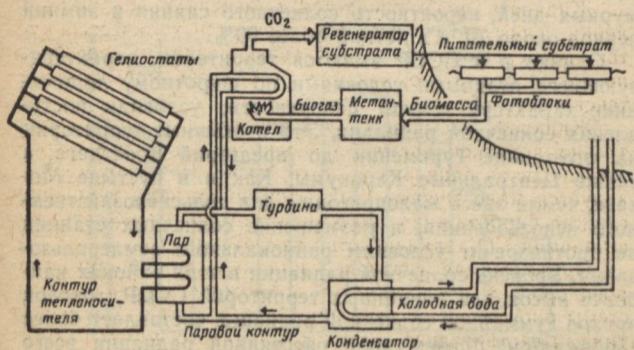 CO₂
Регенератор
субстрата
Питательный субстрат
Гелиостаты
Биогаз
Метан-
тенк
Биомасса
Фотоблоки
Котел
Турбина
Пар
Контур
теплоноси-
теля
Холодная вода
Паровой контур
Конденсатор